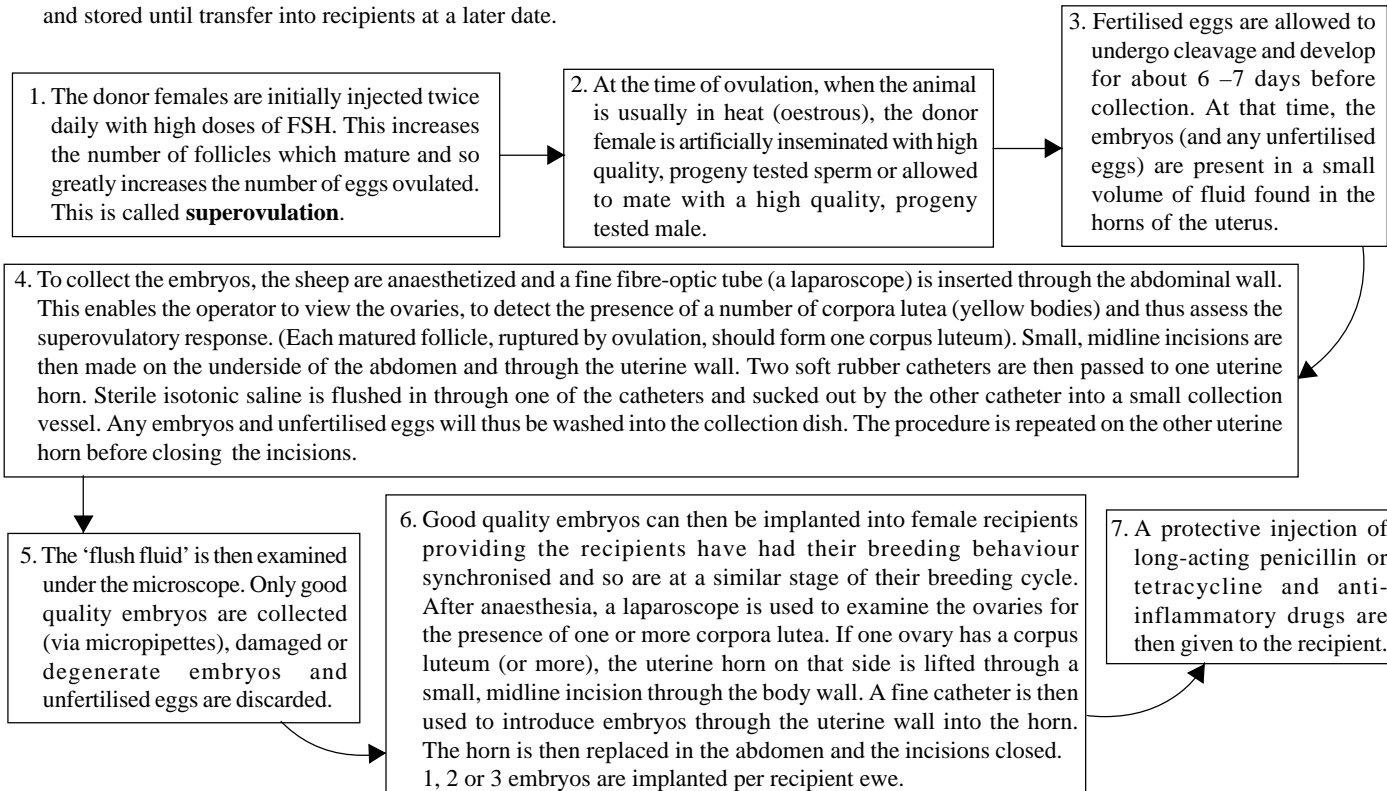 and stored until transfer into recipients at a later date.
1. The donor females are initially injected twice
daily with high doses of FSH. This increases
the number of follicles which mature and so
greatly increases the number of eggs ovulated.
This is called superovulation.
2. At the time of ovulation, when the animal
is usually in heat (oestrous), the donor
female is artificially inseminated with high
quality, progeny tested sperm or allowed
to mate with a high quality, progeny
tested male.
3. Fertilised eggs are allowed to
undergo cleavage and develop
for about 6 –7 days before
collection. At that time, the
embryos (and any unfertilised
eggs) are present in a small
volume of fluid found in the
horns of the uterus.
4. To collect the embryos, the sheep are anaesthetized and a fine fibre-optic tube (a laparoscope) is inserted through the abdominal wall.
This enables the operator to view the ovaries, to detect the presence of a number of corpora lutea (yellow bodies) and thus assess the
superovulatory response. (Each matured follicle, ruptured by ovulation, should form one corpus luteum). Small, midline incisions are
then made on the underside of the abdomen and through the uterine wall. Two soft rubber catheters are then passed to one uterine
horn. Sterile isotonic saline is flushed in through one of the catheters and sucked out by the other catheter into a small collection
vessel. Any embryos and unfertilised eggs will thus be washed into the collection dish. The procedure is repeated on the other uterine
horn before closing the incisions.
5. The ‘flush fluid’ is then examined
under the microscope. Only good
quality embryos are collected
(via micropipettes), damaged or
degenerate embryos and
unfertilised eggs are discarded.
6. Good quality embryos can then be implanted into female recipients
providing the recipients have had their breeding behaviour
synchronised and so are at a similar stage of their breeding cycle.
After anaesthesia, a laparoscope is used to examine the ovaries for
the presence of one or more corpora lutea. If one ovary has a corpus
luteum (or more), the uterine horn on that side is lifted through a
small, midline incision through the body wall. A fine catheter is then
used to introduce embryos through the uterine wall into the horn.
The horn is then replaced in the abdomen and the incisions closed.
1, 2 or 3 embryos are implanted per recipient ewe.
7. A protective injection of
long-acting penicillin or
tetracycline and anti-
inflammatory drugs are
then given to the recipient.